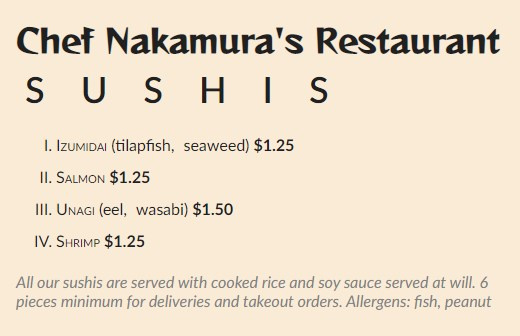 Chef Nakamura's Restaurant
S U S H I S
I. Izumidai (tilapfish, seaweed) $1.25
II. Salmon $1.25
III. Unagi (eel, wasabi) $1.50
IV. Shrimp $1.25
All our sushis are served with cooked rice and soy sauce served at will. 6
pieces minimum for deliveries and takeout orders. Allergens: fish, peanut